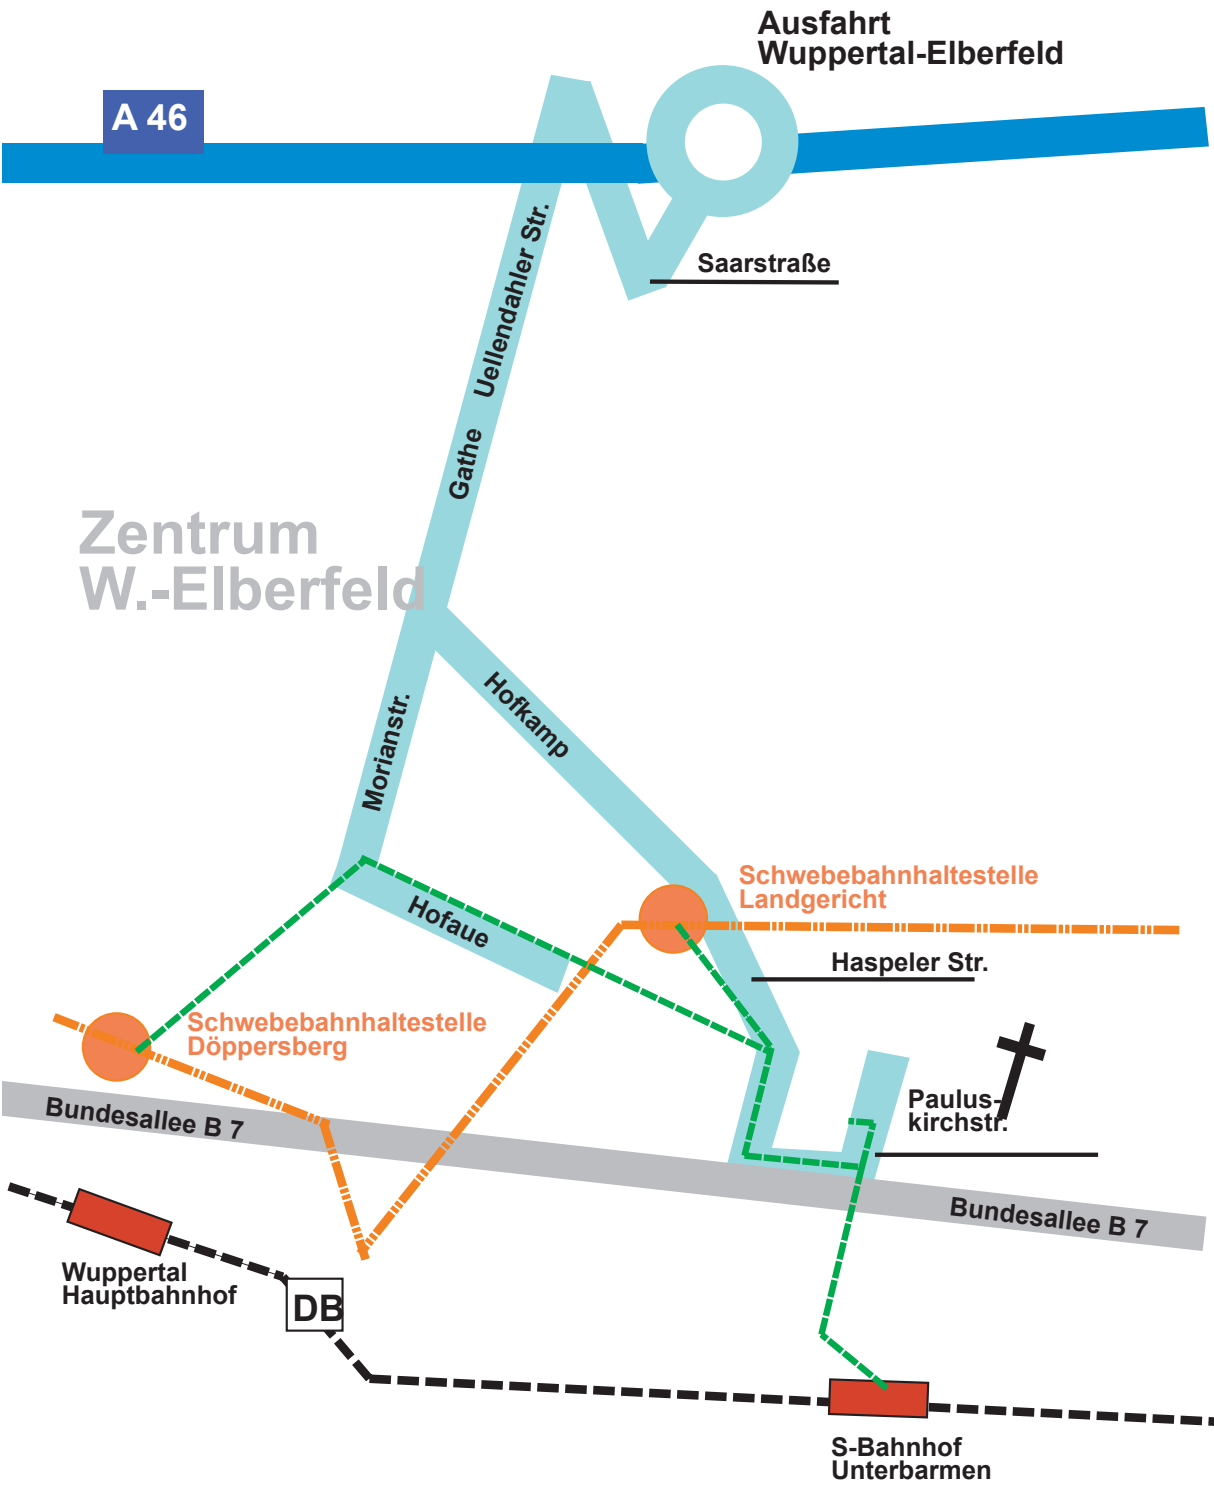 Ausfahrt
Wuppertal-Elberfeld
A 46
Saarstraße
Uellendahler Str.
Gathe
Zentrum
W.-Elberfeld
Hofkamp
Morianstr.
Schwebebahnhaltestelle
Landgericht
Hofaue
Haspeler Str.
Schwebebahnhaltestelle
Döppersberg
Paulus-
kirchstr.
Bundesallee B 7
Bundesallee B 7
Wuppertal
Hauptbahnhof
DB
S-Bahnhof
Unterbarmen